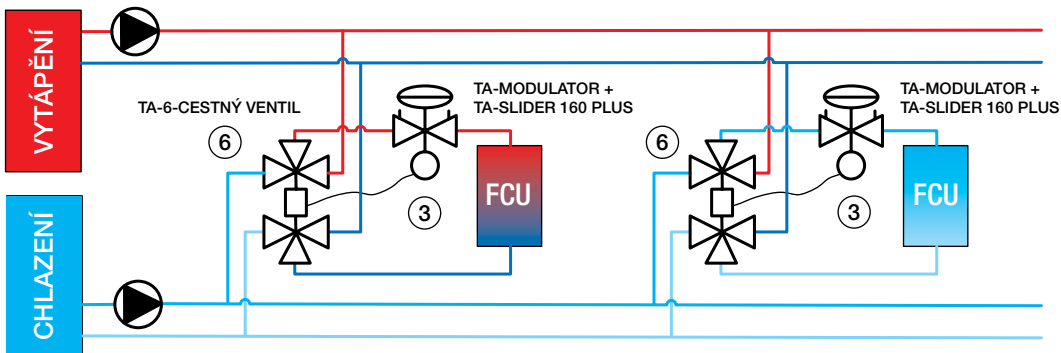 VYTÁPĚNÍ
TA-6-CESTNÝ VENTIL
6
TA-MODULATOR +
TA-SLIDER 160 PLUS
3
FCU
6
TA-MODULATOR +
TA-SLIDER 160 PLUS
3
FCU
CHLAZENÍ